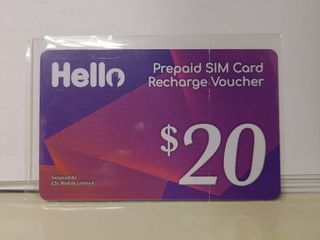 Hello
Prepaid SIM Card
Recharge Voucher
$20
Serviced by
CSL Mobile Limited